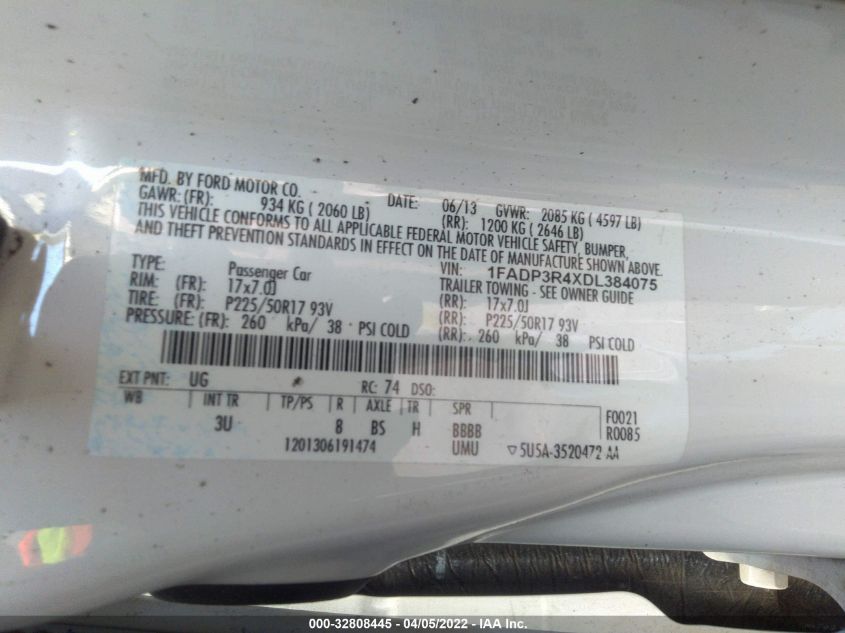 MFD. BY FORD MOTOR CO.
DATE: 06/13 GVWR: 2085 KG ( 4597 LB)
GAWR: (FR): 934 KG ( 2060 LB) (RR): 1200 KG ( 2646 LB)
THIS VEHICLE CONFORMS TO ALL APPLICABLE FEDERAL MOTOR VEHICLE SAFETY, BUMPER,
AND THEFT PREVENTION STANDARDS IN EFFECT ON THE DATE OF MANUFACTURE SHOWN ABOVE.
VIN: 1FADP3R4XDL384075
TYPE: Passenger Car TRAILER TOWING - SEE OWNER GUIDE
RIM: (FR): 17x7.0J (RR): 17x7.0J
TIRE: (FR): P225/50R17 93V (RR): P225/50R17 93V
PRESSURE: (FR): 260 kPa/ 38 PSI COLD (RR): 260 kPa/ 38 PSI COLD
EXT PNT: UG RC: 74 DSO:
WB INT TR TP/PS R AXLE TR SPR F0021
3U 8 BS H BBBB R0085
1201306191474 UMU ▽5U5A-3520472 AA
000-32808445 - 04/05/2022 - IAA Inc.